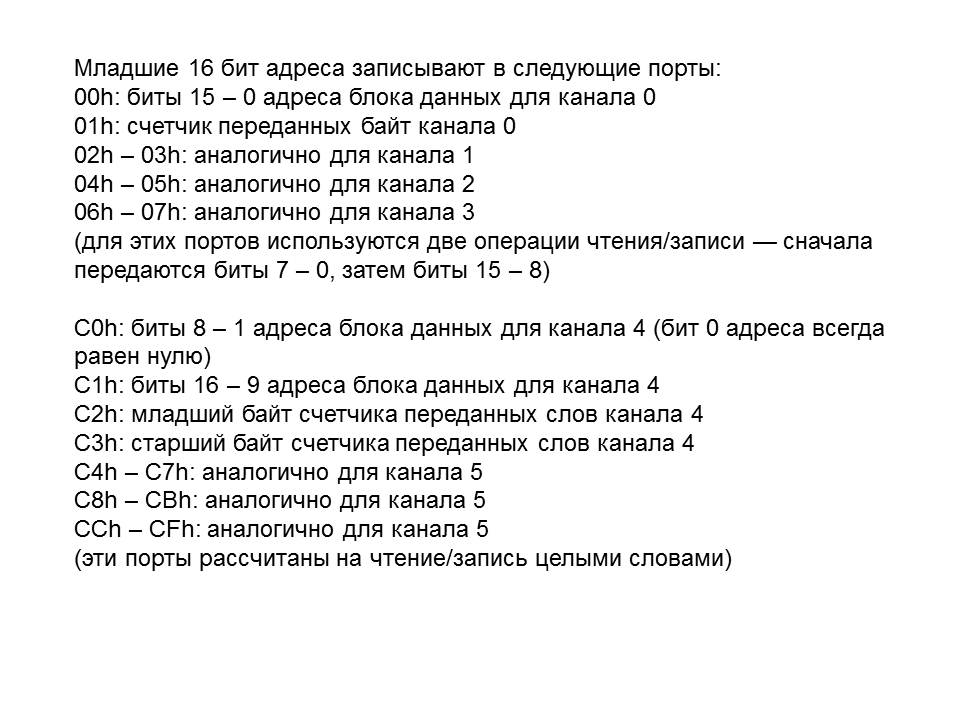 Младшие 16 бит адреса записывают в следующие порты:
00h: биты 15 – 0 адреса блока данных для канала 0
01h: счетчик переданных байт канала 0
02h – 03h: аналогично для канала 1
04h – 05h: аналогично для канала 2
06h – 07h: аналогично для канала 3
(для этих портов используются две операции чтения/записи — сначала
передаются биты 7 – 0, затем биты 15 – 8)
C0h: биты 8 – 1 адреса блока данных для канала 4 (бит 0 адреса всегда
равен нулю)
C1h: биты 16 – 9 адреса блока данных для канала 4
C2h: младший байт счетчика переданных слов канала 4
C3h: старший байт счетчика переданных слов канала 4
C4h – C7h: аналогично для канала 5
C8h – CBh: аналогично для канала 5
CCh – CFh: аналогично для канала 5
(эти порты рассчитаны на чтение/запись целыми словами)